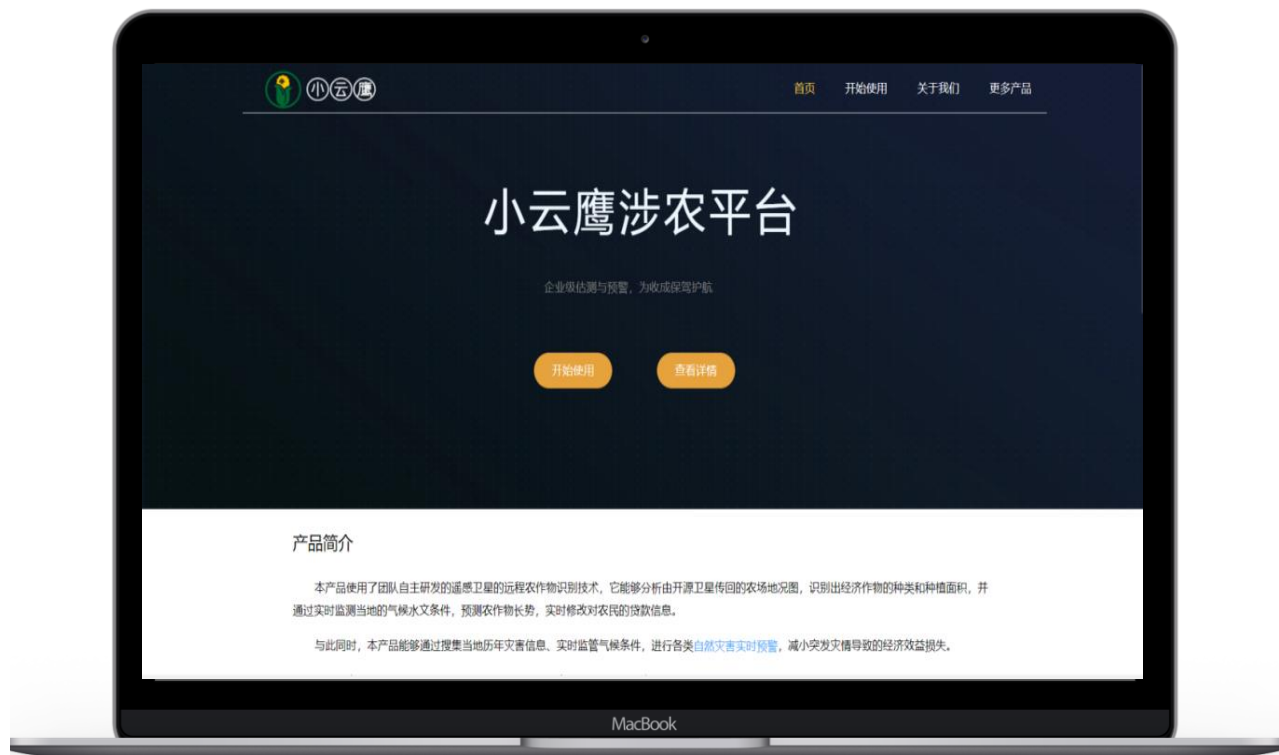 小云鹰
首页 开始使用 关于我们 更多产品
小云鹰涉农平台
企业级估测与预警，为收成保驾护航
开始使用 查看详情
产品简介
本产品使用了团队自主研发的遥感卫星的远程农作物识别技术，它能够分析由开源卫星传回的农场地况图，识别出经济作物的种类和种植面积，并
通过实时监测当地的气候水文条件，预测农作物长势，实时修改对农民的贷款信息。
与此同时，本产品能够通过搜集当地历年灾害信息、实时监管气候条件，进行各类自然灾害实时预警，减小突发灾情导致的经济效益损失。
MacBook